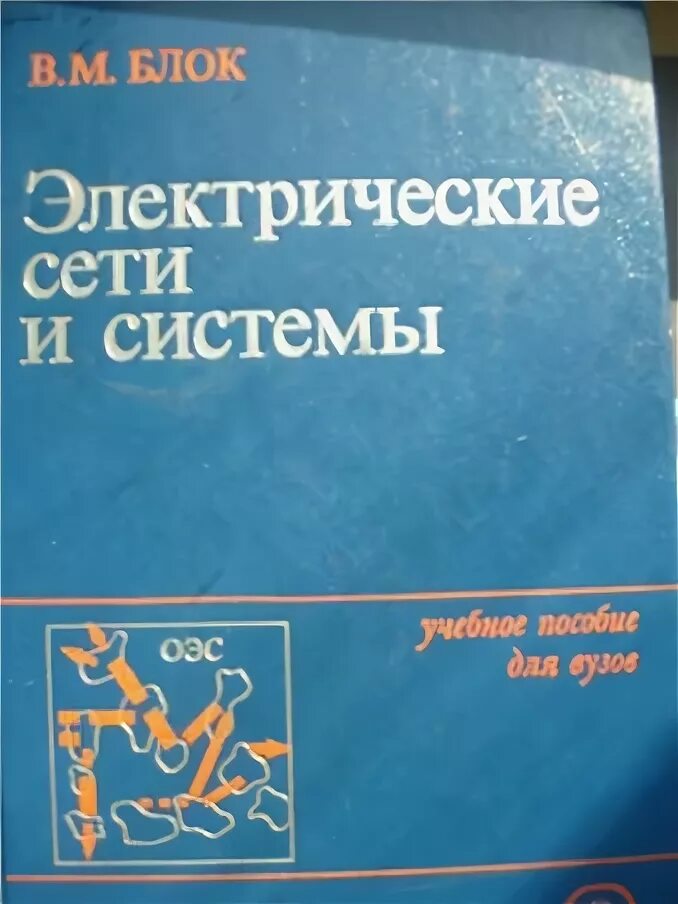 В.М. БЛОК
Электрические
сети
и системы
учебное пособие
для вузов
ОЭС